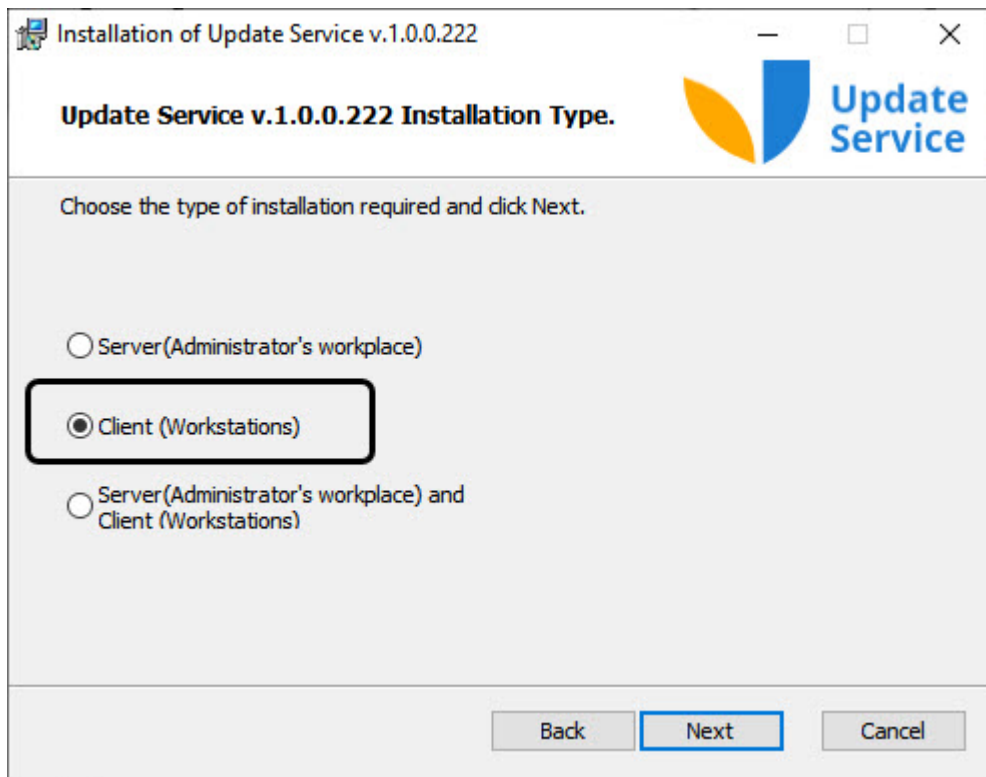 Installation of Update Service v.1.0.0.222
Update Service v.1.0.0.222 Installation Type.
Update
Service
Choose the type of installation required and click Next.
Server(Administrator's workplace)
Client (Workstations)
Server(Administrator's workplace) and
Client (Workstations)
Back
Next
Cancel